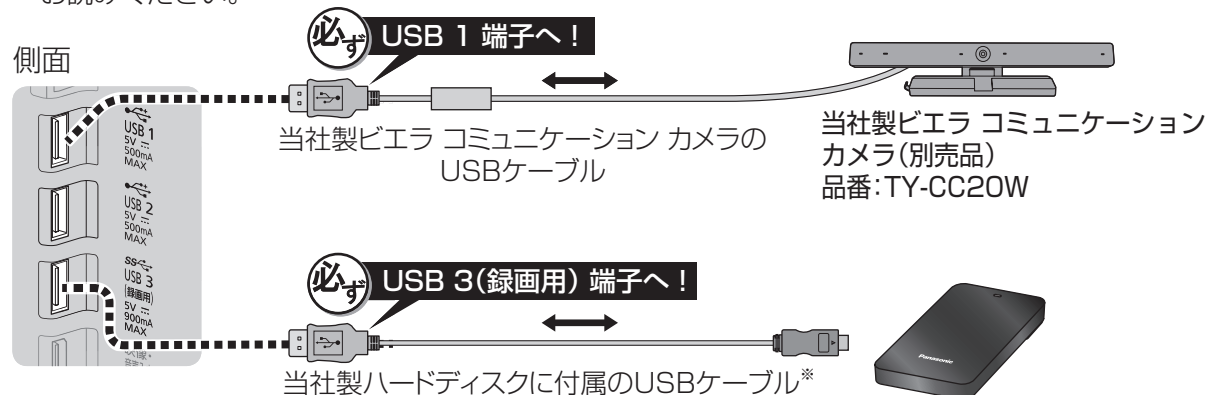 お読みください。
側面
必ず USB 1 端子へ！
USB 1
5V ⎓
500mA
MAX
当社製ビエラ コミュニケーション カメラの
USBケーブル
当社製ビエラ コミュニケーション
カメラ（別売品）
品番：TY-CC20W
USB 2
5V ⎓
500mA
MAX
必ず USB 3（録画用） 端子へ！
SS
USB 3
(録画用)
5V ⎓
900mA
MAX
Panasonic
当社製ハードディスクに付属のUSBケーブル※